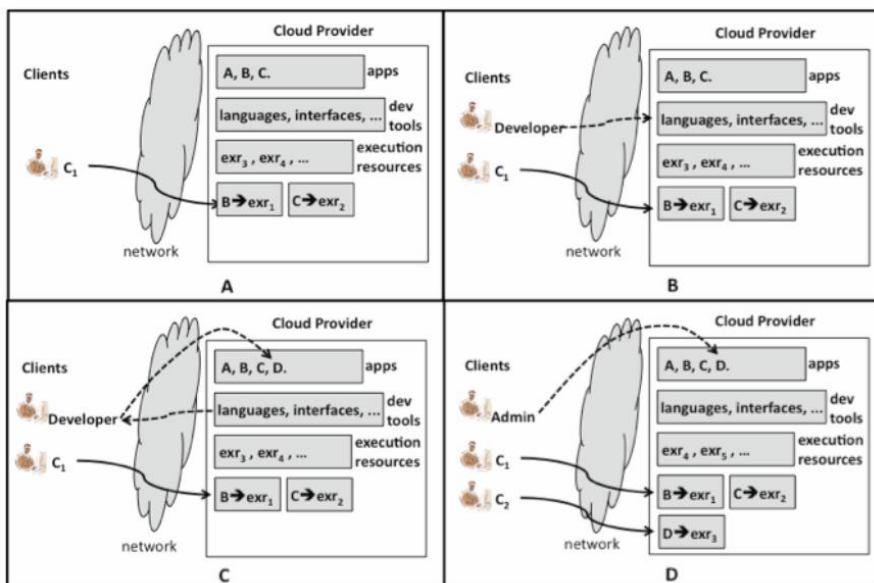 Cloud Provider
Clients
A, B, C. apps
languages, interfaces, ... dev tools
exr₃ , exr₄ , ... execution resources
C₁
B➔exr₁ C➔exr₂
network
A
Cloud Provider
Clients
A, B, C. apps
Developer
languages, interfaces, ... dev tools
exr₃ , exr₄ , ... execution resources
C₁
B➔exr₁ C➔exr₂
network
B
Cloud Provider
Clients
A, B, C, D. apps
Developer
languages, interfaces, ... dev tools
exr₃ , exr₄ , ... execution resources
C₁
B➔exr₁ C➔exr₂
network
C
Cloud Provider
Clients
A, B, C, D. apps
Admin
languages, interfaces, ... dev tools
exr₄ , exr₅ , ... execution resources
C₁
B➔exr₁ C➔exr₂
C₂
D➔exr₃
network
D